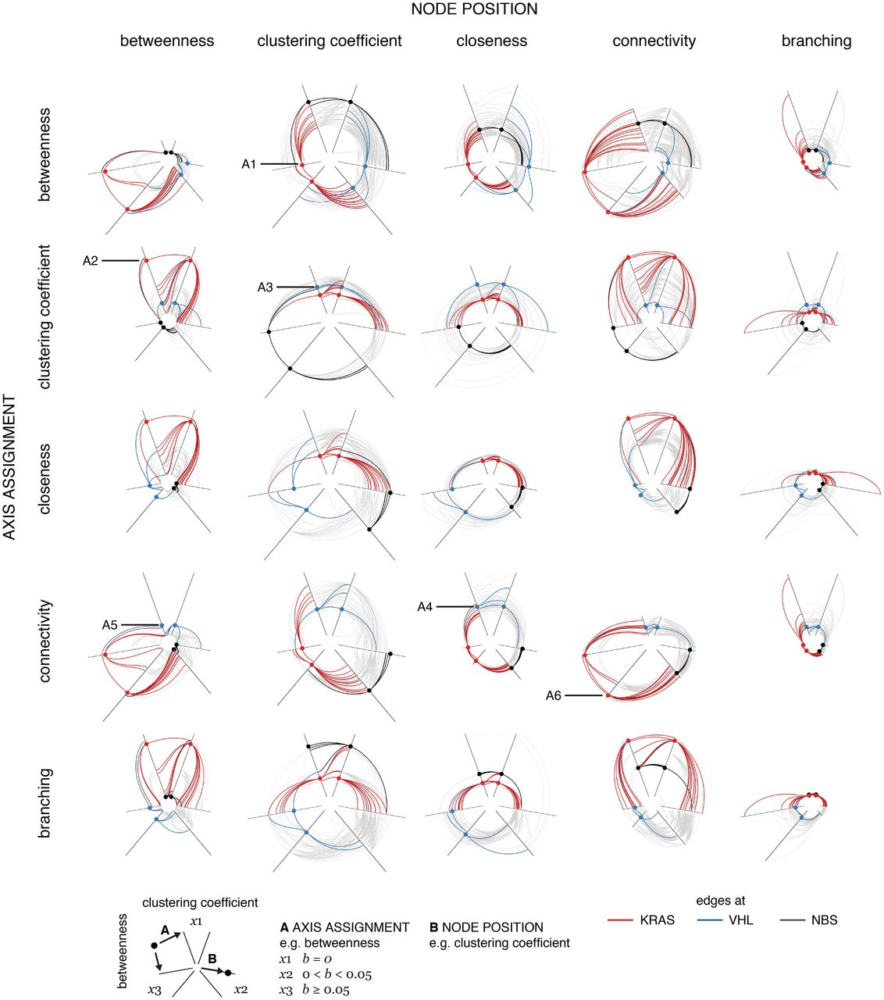 NODE POSITION
betweenness
clustering coefficient
closeness
connectivity
branching
AXIS ASSIGNMENT
betweenness
A1
clustering coefficient
A2
A3
closeness
connectivity
A5
A4
A6
branching
clustering coefficient
betweenness
A
x1
B
x3
x2
A AXIS ASSIGNMENT
e.g. betweenness
x1 b = 0
x2 0 < b < 0.05
x3 b ≥ 0.05
B NODE POSITION
e.g. clustering coefficient
edges at
KRAS
VHL
NBS